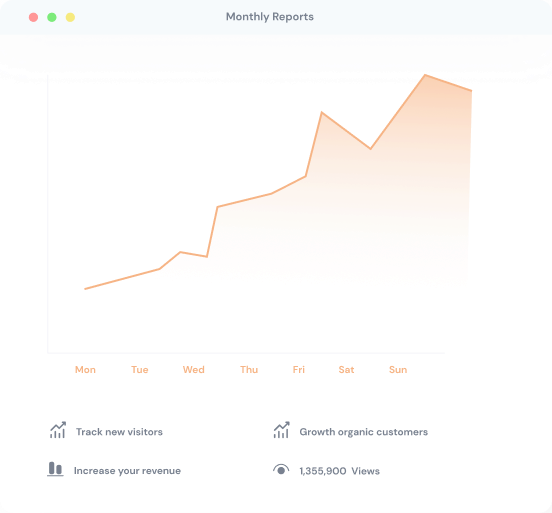 Monthly Reports
Mon Tue Wed Thu Fri Sat Sun
Track new visitors
Growth organic customers
Increase your revenue
1,355,900 Views